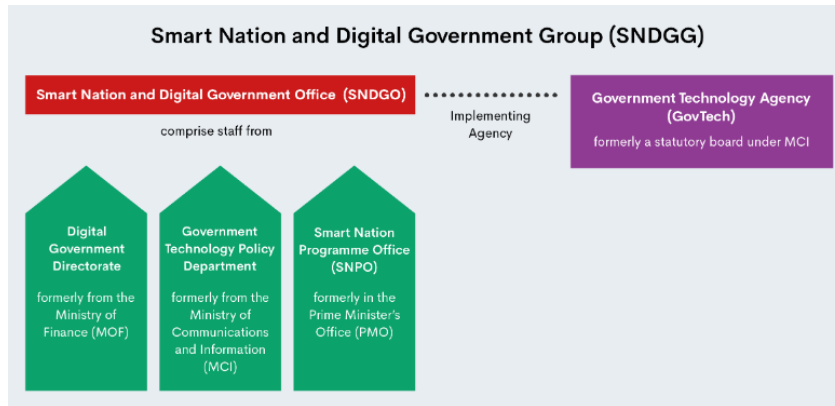 Smart Nation and Digital Government Group (SNDGG)
Smart Nation and Digital Government Office (SNDGO)
comprise staff from
Implementing
Agency
Government Technology Agency
(GovTech)
formerly a statutory board under MCI
Digital
Government
Directorate
formerly from the
Ministry of
Finance (MOF)
Government
Technology Policy
Department
formerly from the
Ministry of
Communications
and Information
(MCI)
Smart Nation
Programme Office
(SNPO)
formerly in the
Prime Minister's
Office (PMO)